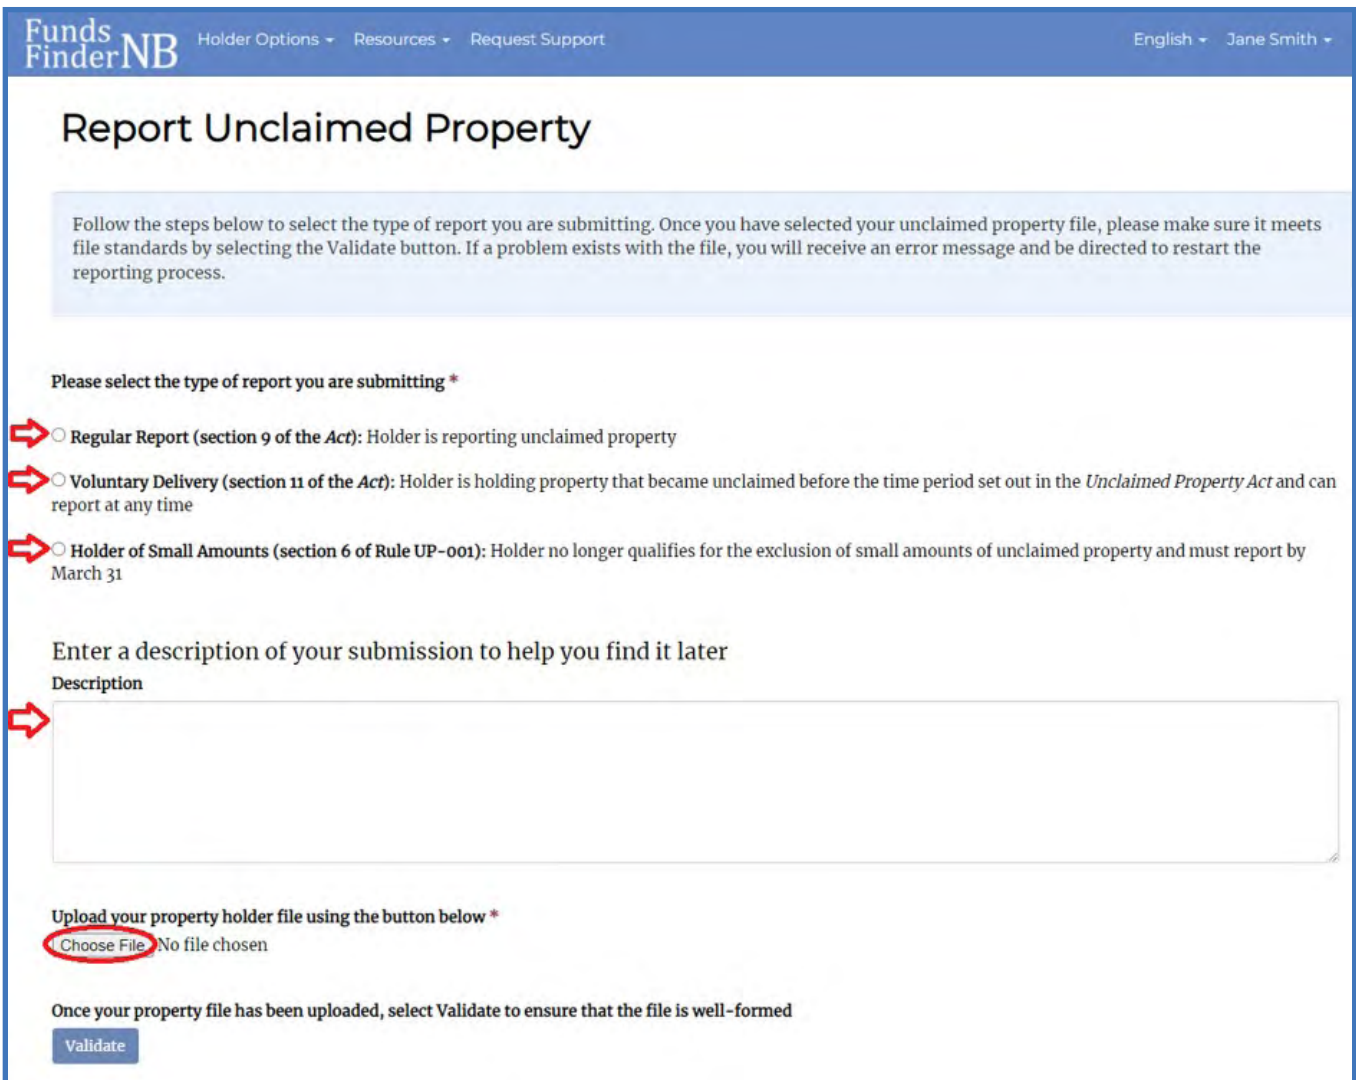 Funds
FinderNB Holder Options Resources Request Support English Jane Smith
Report Unclaimed Property
Follow the steps below to select the type of report you are submitting. Once you have selected your unclaimed property file, please make sure it meets
file standards by selecting the Validate button. If a problem exists with the file, you will receive an error message and be directed to restart the
reporting process.
Please select the type of report you are submitting *
Regular Report (section 9 of the Act): Holder is reporting unclaimed property
Voluntary Delivery (section 11 of the Act): Holder is holding property that became unclaimed before the time period set out in the Unclaimed Property Act and can
report at any time
Holder of Small Amounts (section 6 of Rule UP-001): Holder no longer qualifies for the exclusion of small amounts of unclaimed property and must report by
March 31
Enter a description of your submission to help you find it later
Description
Upload your property holder file using the button below *
Choose File No file chosen
Once your property file has been uploaded, select Validate to ensure that the file is well-formed
Validate